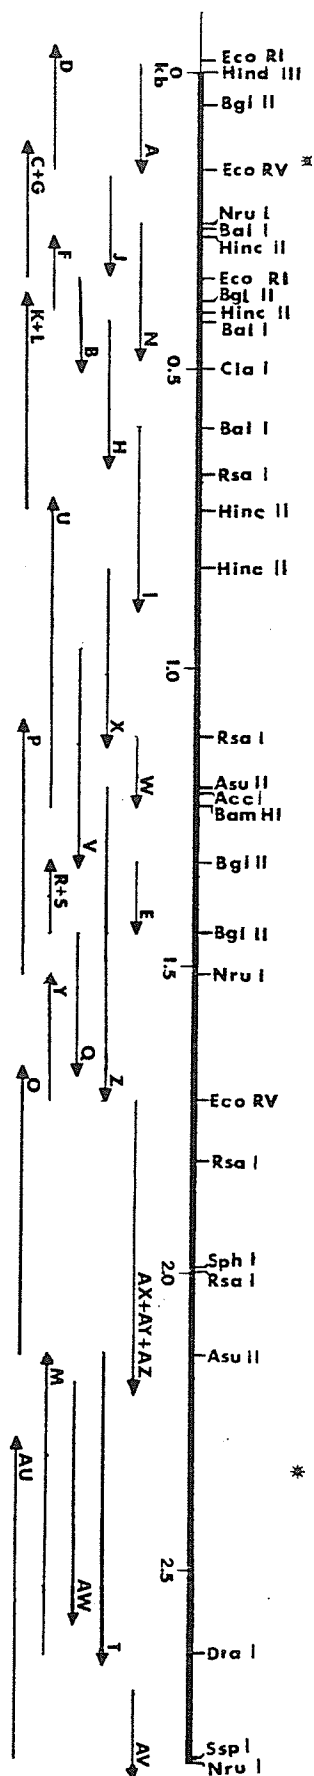 Eco RI
0
kb
Hind III
Bgl II
Eco RV
Nru I
Bal I
Hinc II
Eco RI
Bgl II
Hinc II
Bal I
0.5
Cla I
Bal I
Rsa I
Hinc II
Hinc II
1.0
Rsa I
Asu II
Acc I
Bam HI
Bgl II
Bgl II
1.5
Nru I
Eco RV
Rsa I
Sph I
2.0
Rsa I
Asu II
2.5
Dra I
Ssp I
Nru I
D
A
C+G
J
F
N
K+L
B
H
U
I
P
X
W
V
R+S
E
Y
Q
Z
O
AX+AY+AZ
M
AU
AW
T
AV